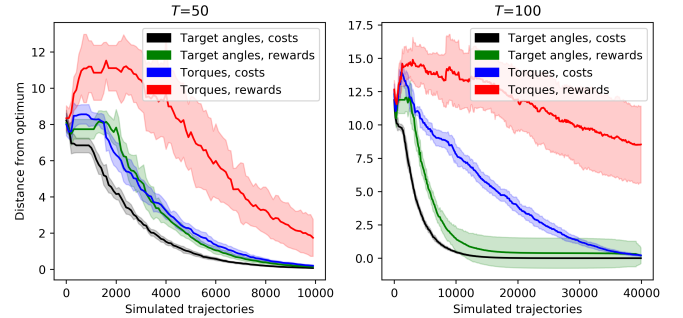 T=50
Distance from optimum
12
10
8
6
4
2
0
Target angles, costs
Target angles, rewards
Torques, costs
Torques, rewards
0
2000
4000
6000
8000
10000
Simulated trajectories
T=100
17.5
15.0
12.5
10.0
7.5
5.0
2.5
0.0
Target angles, costs
Target angles, rewards
Torques, costs
Torques, rewards
0
10000
20000
30000
40000
Simulated trajectories